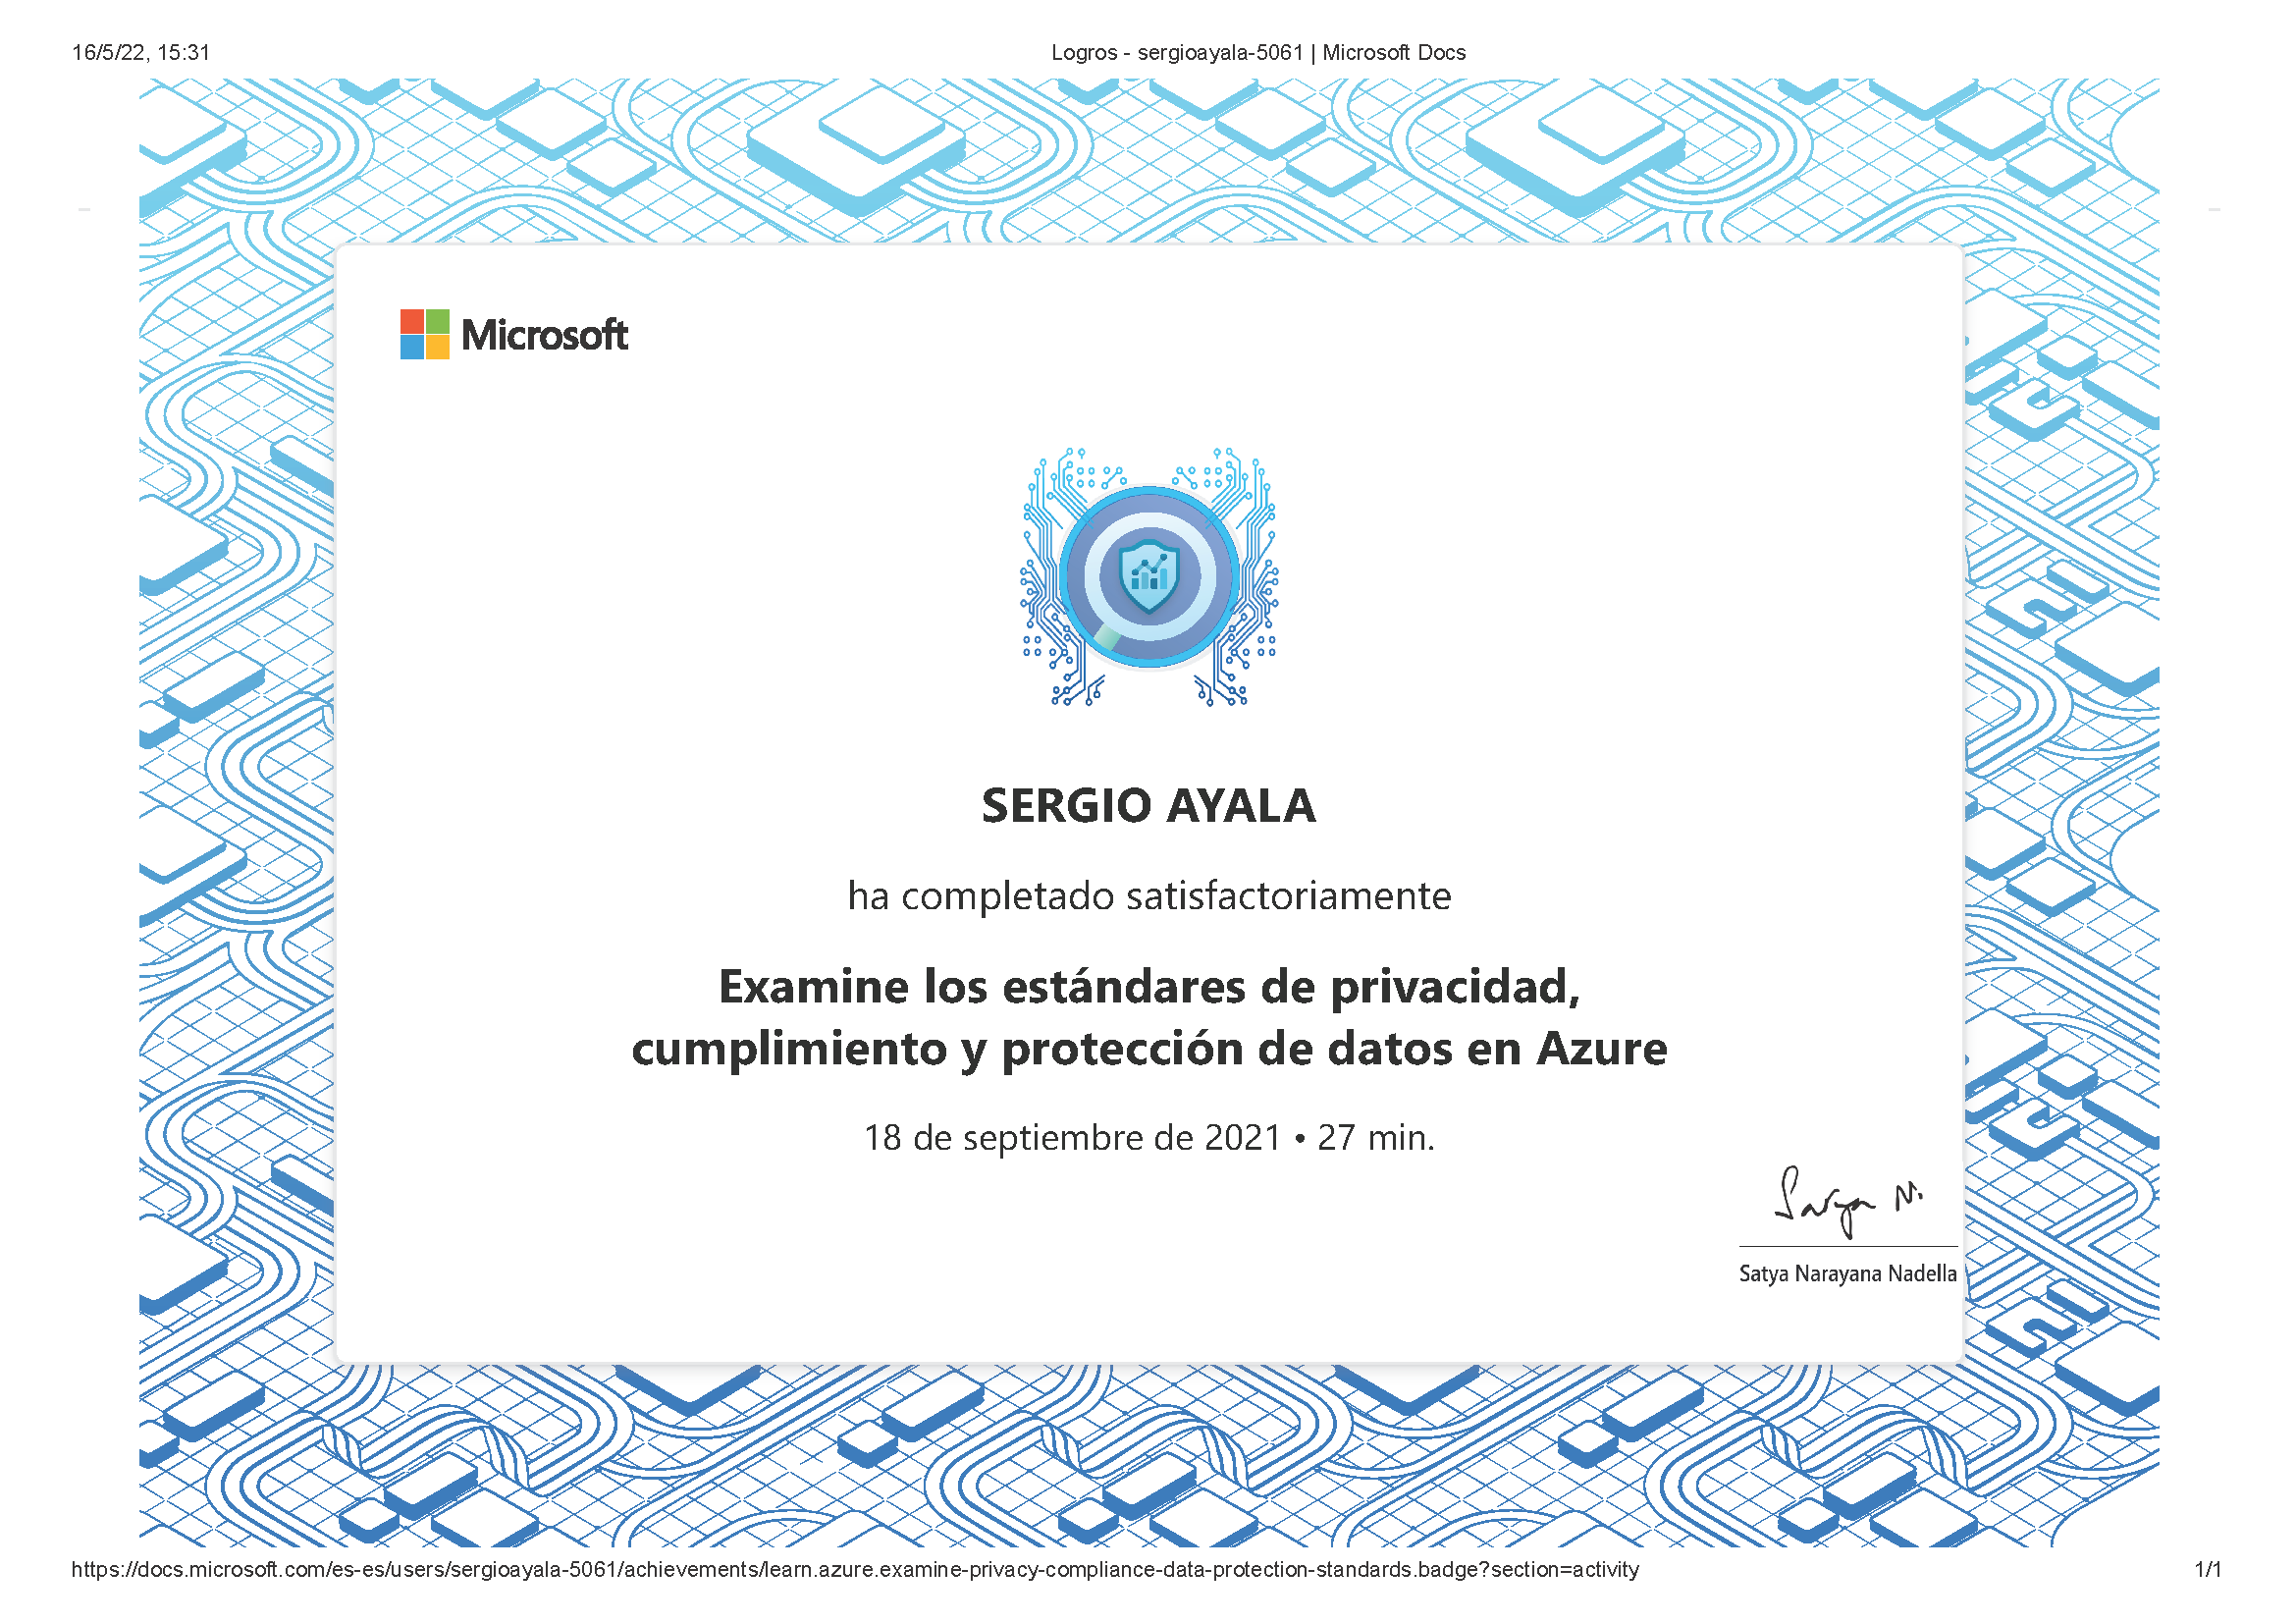 16/5/22, 15:31
Logros - sergioayala-5061 | Microsoft Docs
Microsoft
SERGIO AYALA
ha completado satisfactoriamente
Examine los estándares de privacidad,
cumplimiento y protección de datos en Azure
18 de septiembre de 2021 • 27 min.
Satya N.
Satya Narayana Nadella
https://docs.microsoft.com/es-es/users/sergioayala-5061/achievements/learn.azure.examine-privacy-compliance-data-protection-standards.badge?section=activity
1/1